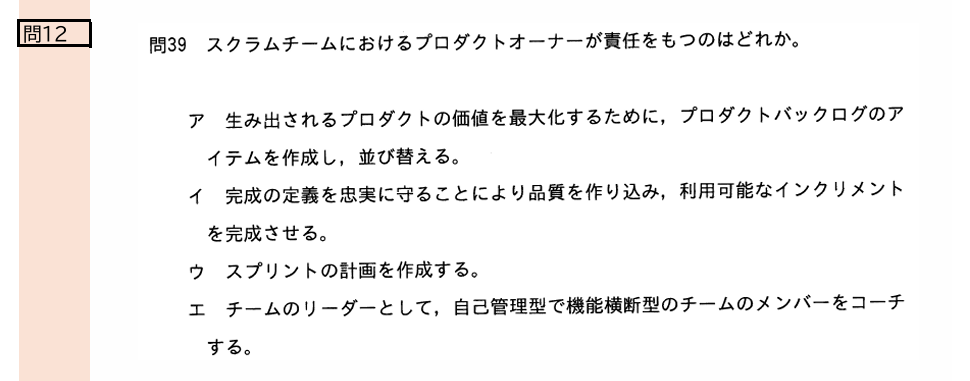 問12
問39 スクラムチームにおけるプロダクトオーナーが責任をもつのはどれか。
ア 生み出されるプロダクトの価値を最大化するために，プロダクトバックログのア
イテムを作成し，並び替える。
イ 完成の定義を忠実に守ることにより品質を作り込み，利用可能なインクリメント
を完成させる。
ウ スプリントの計画を作成する。
エ チームのリーダーとして，自己管理型で機能横断型のチームのメンバーをコーチ
する。